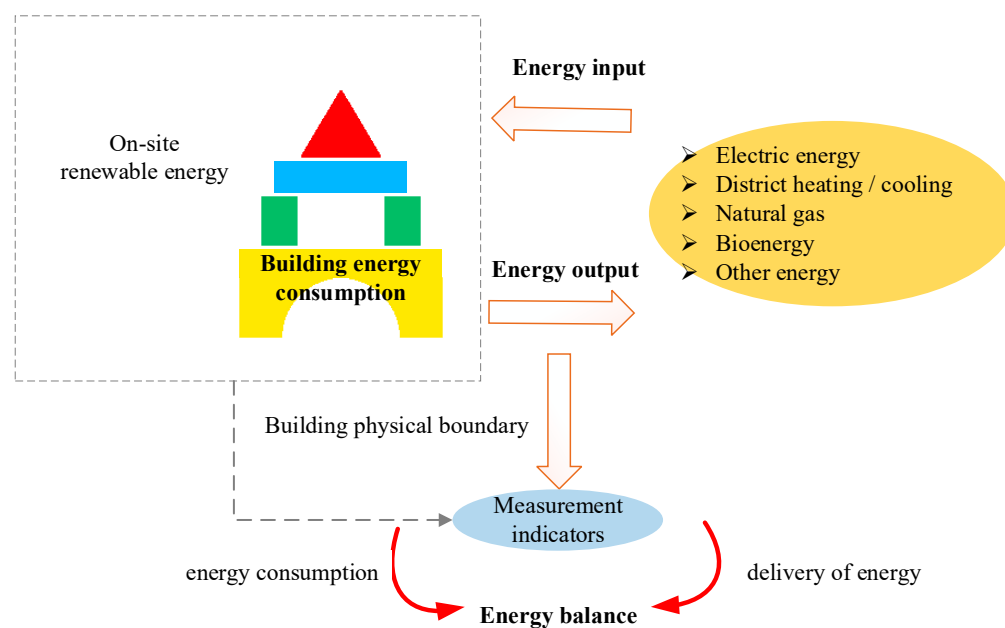 Energy input
On-site
renewable energy
Electric energy
District heating / cooling
Natural gas
Bioenergy
Other energy
Building energy
consumption
Energy output
Building physical boundary
Measurement
indicators
energy consumption
delivery of energy
Energy balance